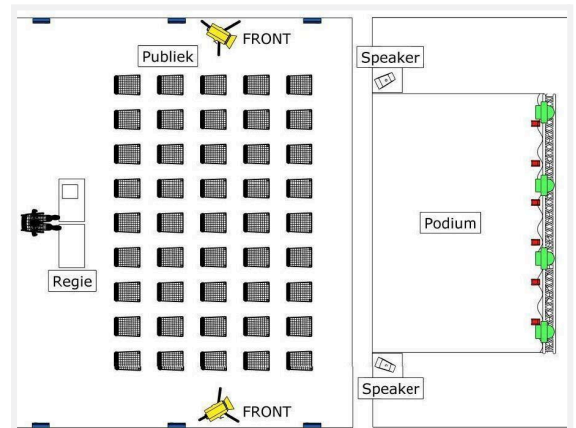 FRONT
Publiek
Speaker
Podium
Regie
Speaker
FRONT